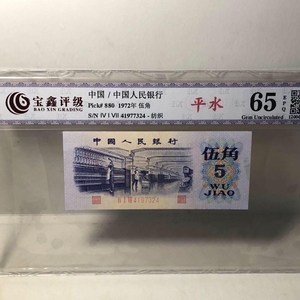 宝鑫评级
BAO XIN GRADING
中国 / 中国人民银行
Pick# 880 1972年 伍角
S/N IV I VII 41977324 - 纺织
平水
65
EPQ
Gem Uncirculated
中国人民银行
伍角
5
WU
JIAO